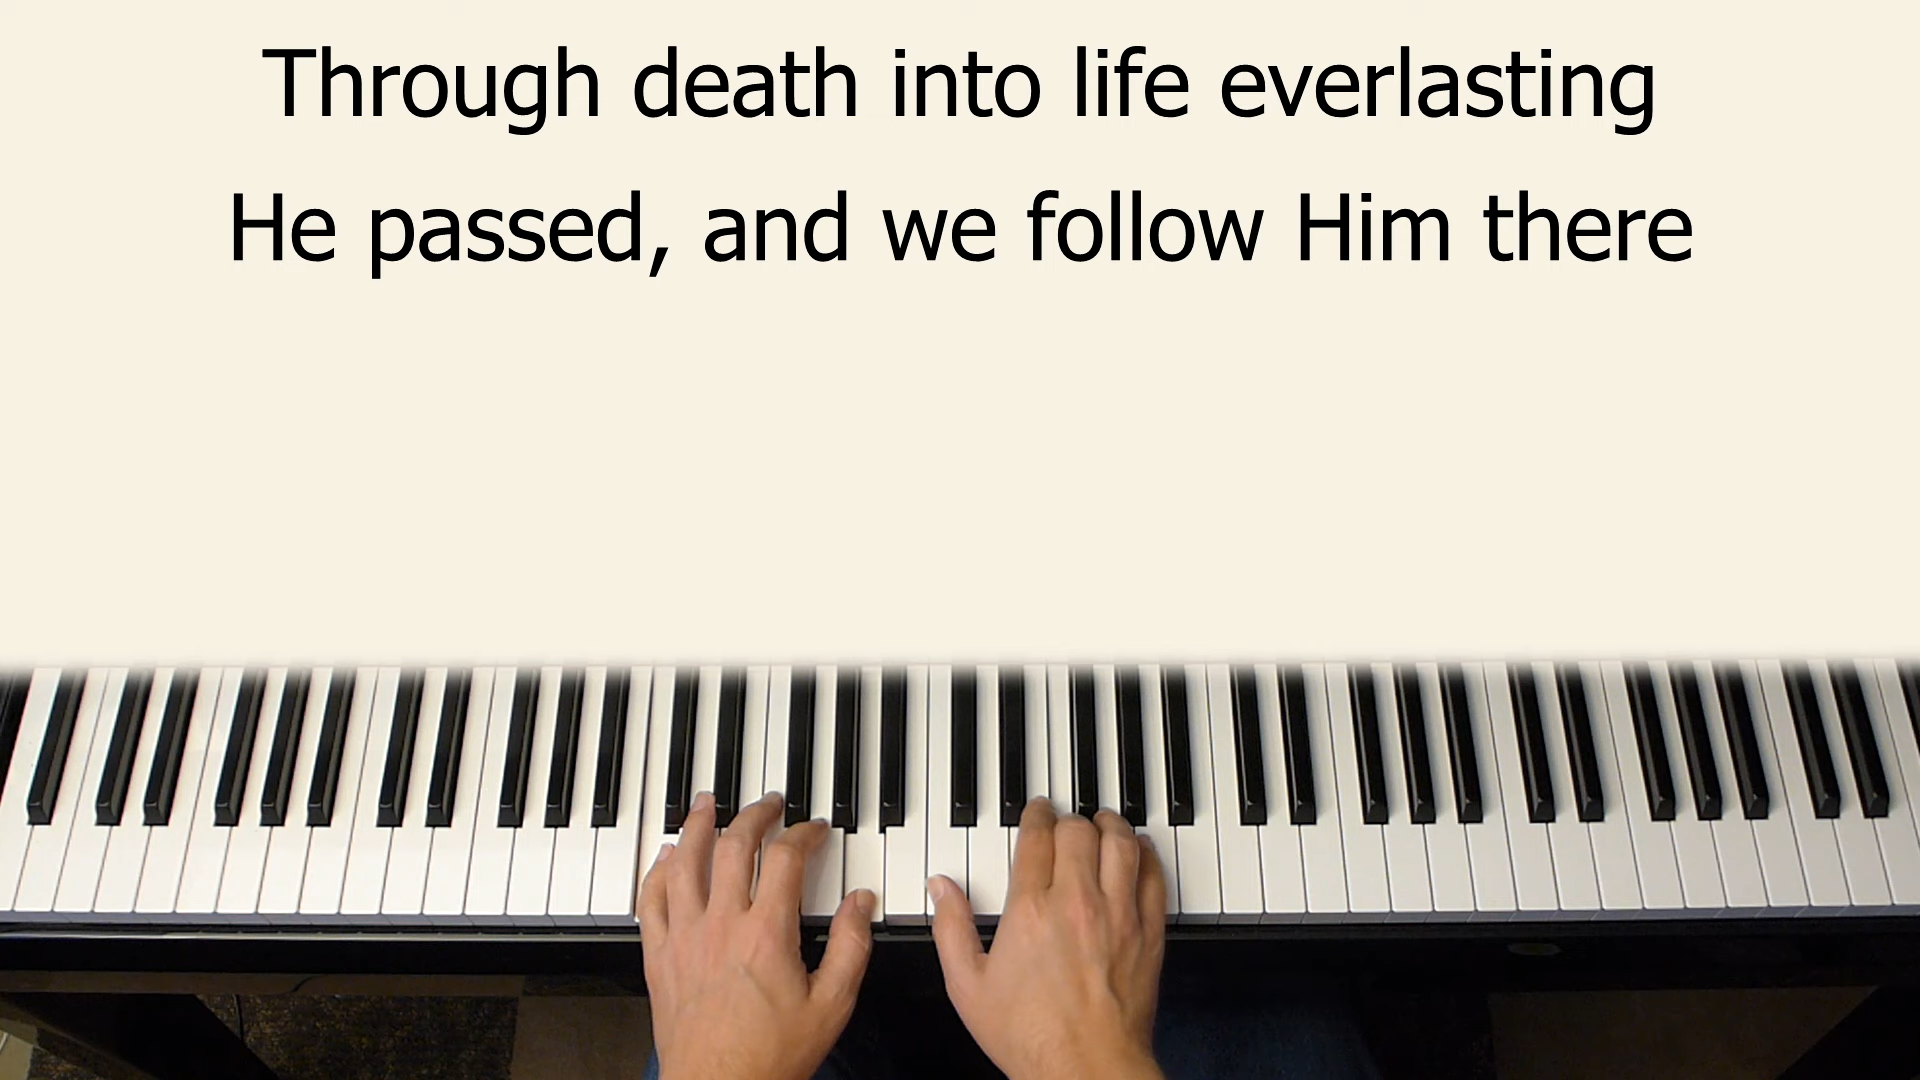 Through death into life everlasting
He passed, and we follow Him there